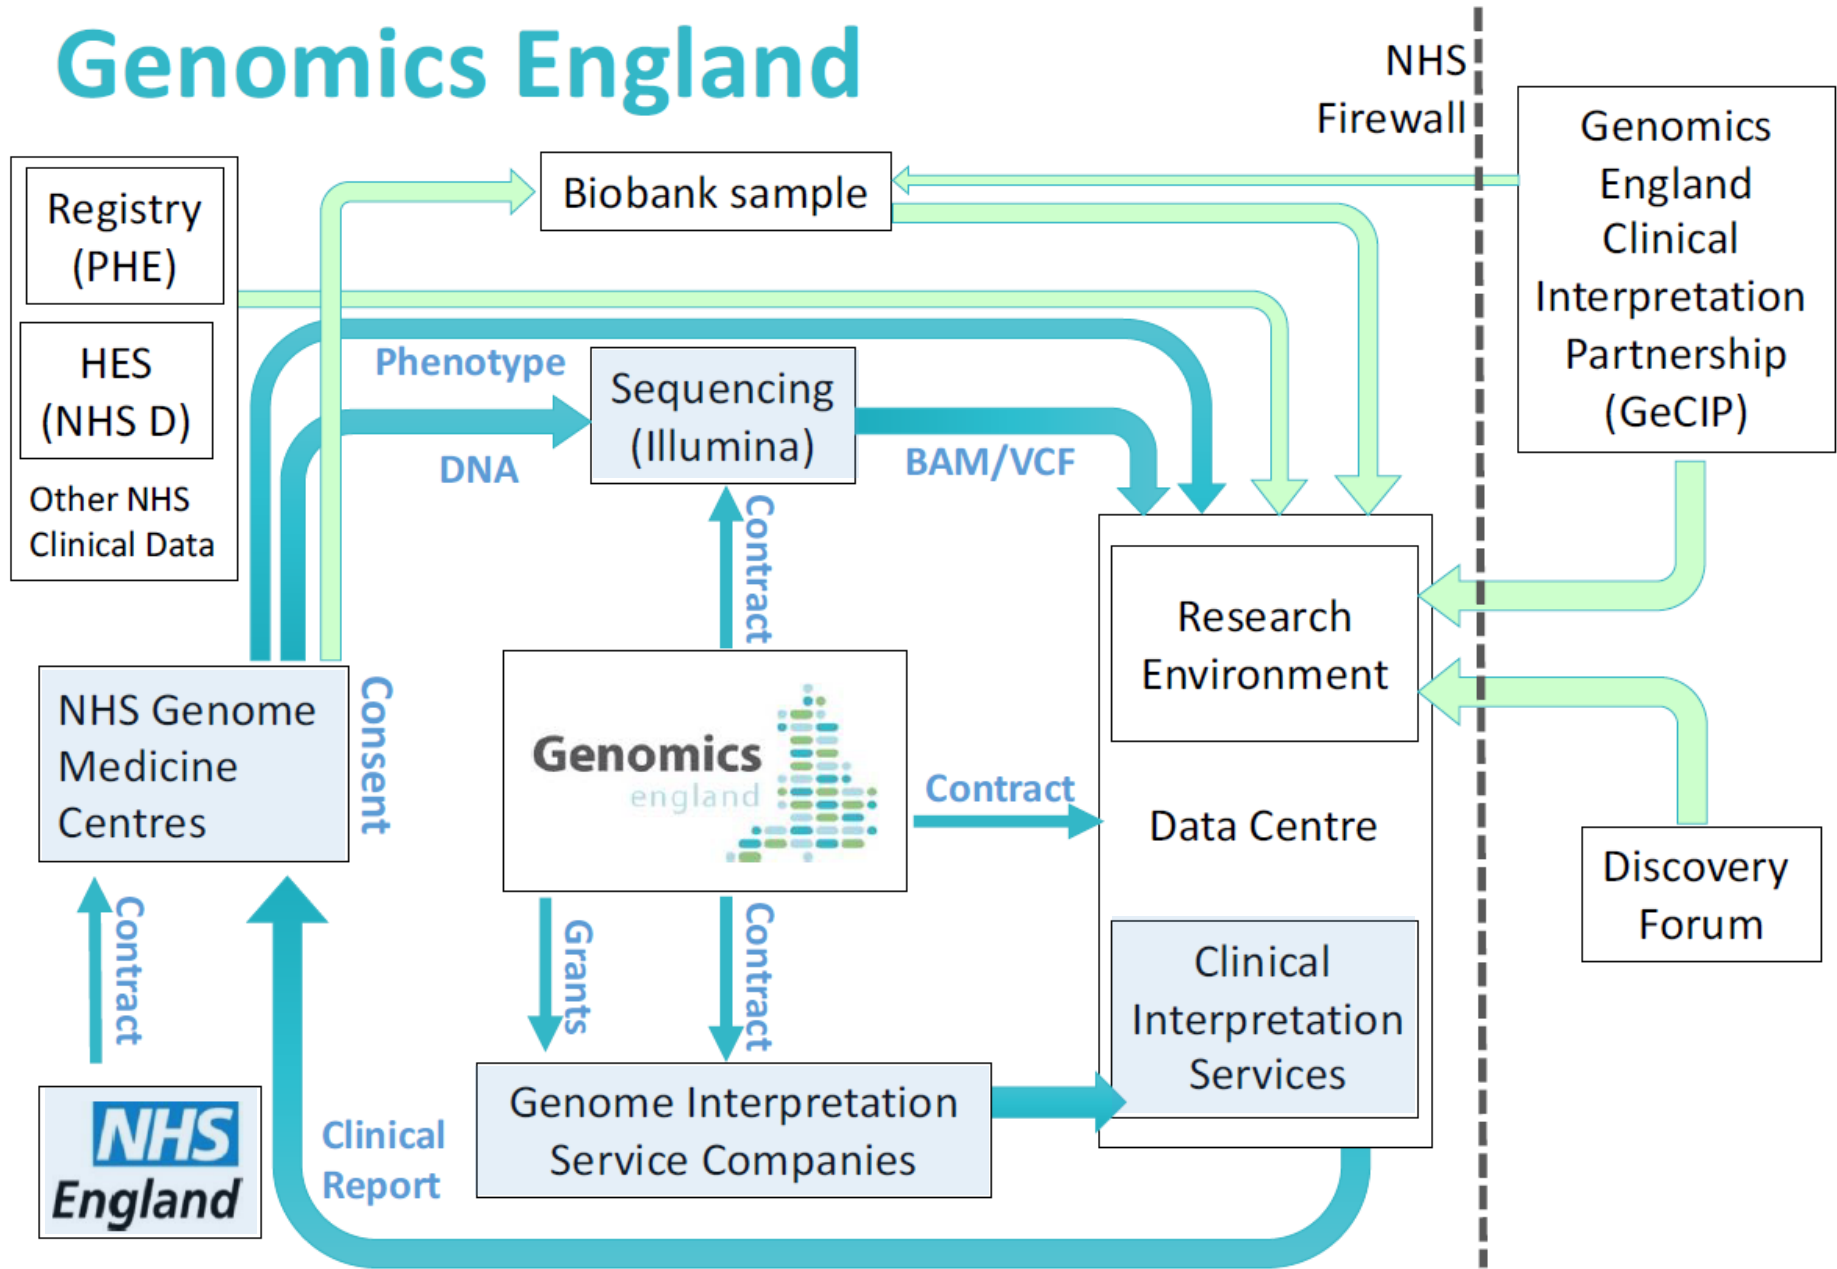 Genomics England
NHS
Firewall
Genomics
England
Clinical
Interpretation
Partnership
(GeCIP)
Registry
(PHE)
HES
(NHS D)
Other NHS
Clinical Data
Biobank sample
Phenotype
DNA
Sequencing
(Illumina)
BAM/VCF
Contract
Research
Environment
Data Centre
Clinical
Interpretation
Services
NHS Genome
Medicine
Centres
Consent
Genomics
england
Contract
Discovery
Forum
Contract
Grants
Contract
NHS
England
Clinical
Report
Genome Interpretation
Service Companies